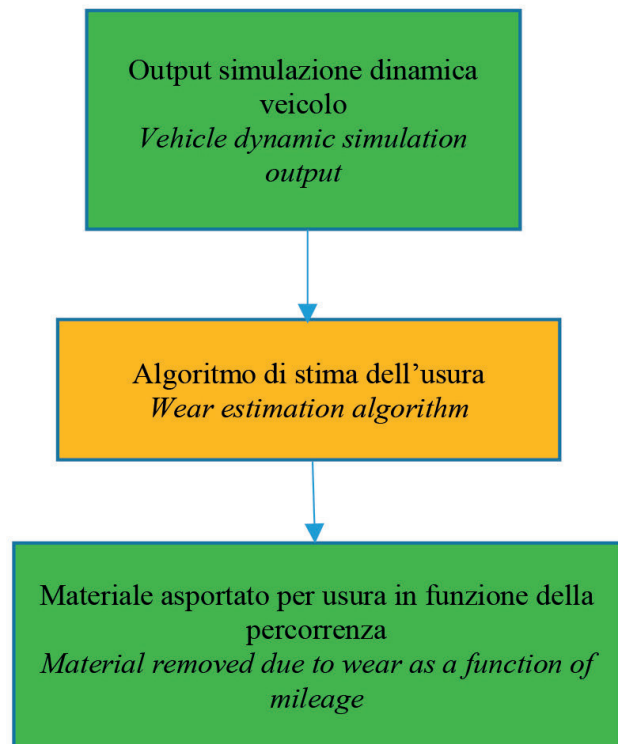 Output simulazione dinamica
veicolo
Vehicle dynamic simulation
output
Algoritmo di stima dell’usura
Wear estimation algorithm
Materiale asportato per usura in funzione della
percorrenza
Material removed due to wear as a function of
mileage